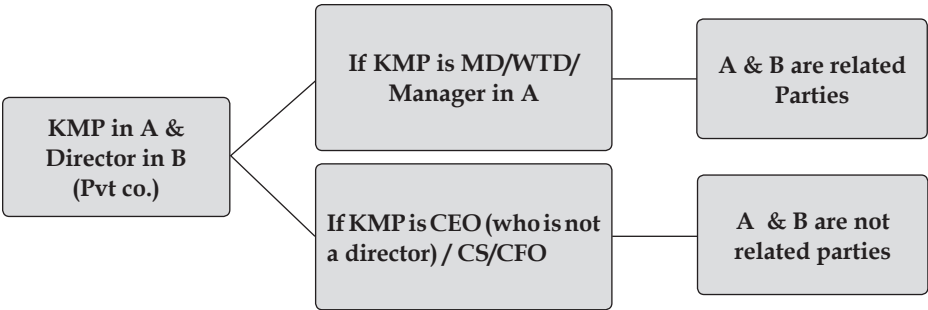 KMP in A &
Director in B
(Pvt co.)
If KMP is MD/WTD/
Manager in A
A & B are related
Parties
If KMP is CEO (who is not
a director) / CS/CFO
A & B are not
related parties